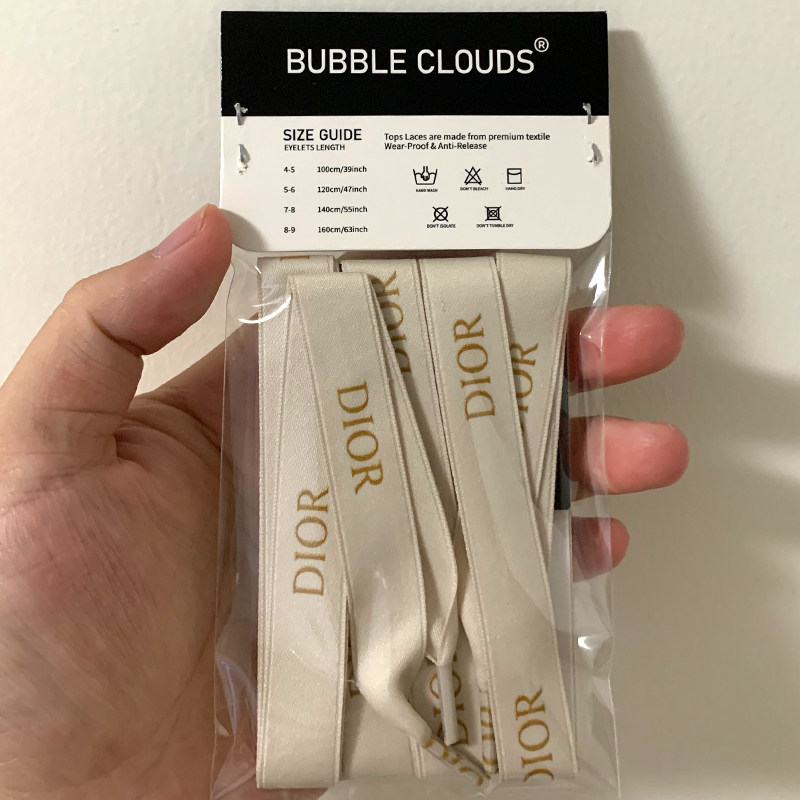 BUBBLE CLOUDS®
SIZE GUIDE
EYELETS LENGTH
4-5 100cm/39inch
5-6 120cm/47inch
7-8 140cm/55inch
8-9 160cm/63inch
Tops Laces are made from premium textile
Wear-Proof & Anti-Release
HAND WASH
DON'T BLEACH
HANG DRY
DON'T ISOLATE
DON'T TUMBLE DRY
DIOR
DIOR
DIOR
DIOR
DIOR
DIOR